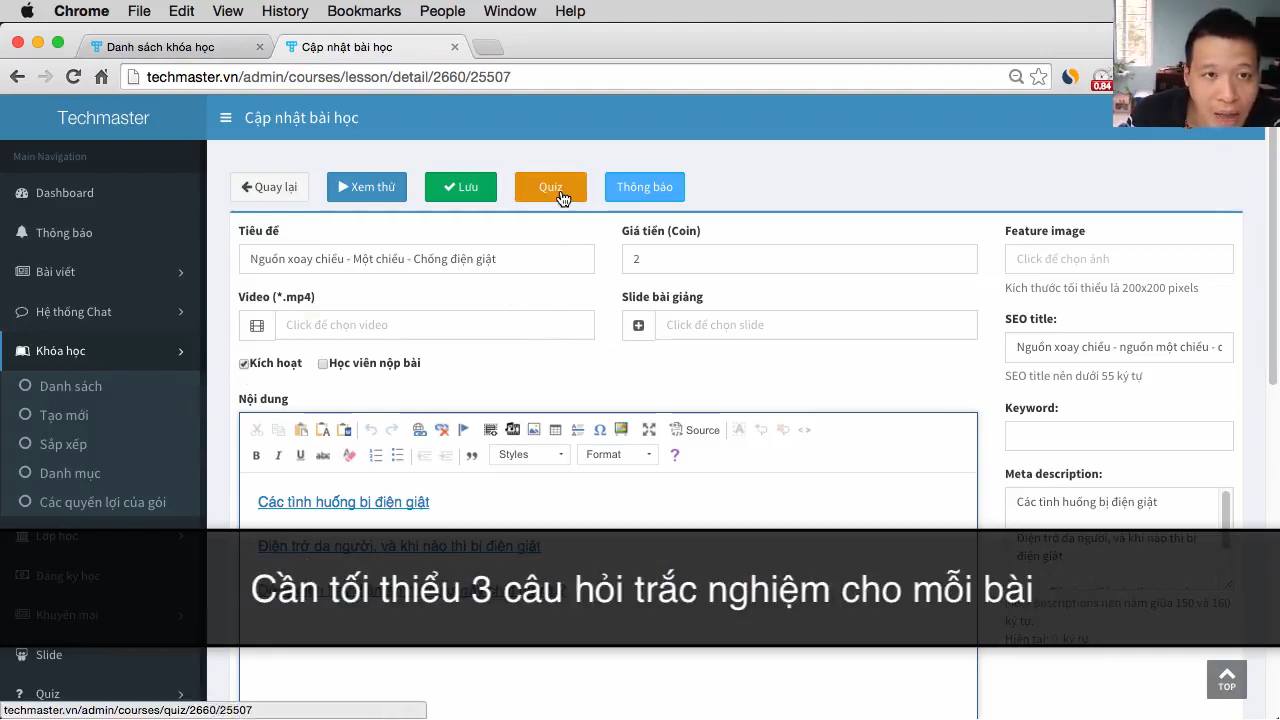 Chrome File Edit View History Bookmarks People Window Help
Danh sách khóa học
Cập nhật bài học
techmaster.vn/admin/courses/lesson/detail/2660/25507
0.84
Techmaster
Cập nhật bài học
Main Navigation
Dashboard
Thông báo
Bài viết
Hệ thống Chat
Khóa học
Danh sách
Tạo mới
Sắp xếp
Danh mục
Các quyền lợi của gói
Lớp học
Đăng ký học
Khuyến mại
Slide
Quiz
Quay lại
Xem thử
Lưu
Quiz
Thông báo
Tiêu đề
Nguồn xoay chiều - Một chiều - Chống điện giật
Giá tiền (Coin)
2
Video (*.mp4)
Click để chọn video
Slide bài giảng
Click để chọn slide
Kích hoạt
Học viên nộp bài
Nội dung
Source
Styles
Format
Các tình huống bị điện giật
Điện trở da người, và khi nào thì bị điện giật
Feature image
Click để chọn ảnh
Kích thước tối thiểu là 200x200 pixels
SEO title:
Nguồn xoay chiều - nguồn một chiều - c
SEO title nên dưới 55 ký tự
Keyword:
Meta description:
Các tình huống bị điện giật
Điện trở da người, và khi nào thì bị
điện giật
Meta descriptions nên nằm giữa 150 và 160
ký tự.
Hiện tại: 0 ký tự
Cần tối thiểu 3 câu hỏi trắc nghiệm cho mỗi bài
TOP
techmaster.vn/admin/courses/quiz/2660/25507